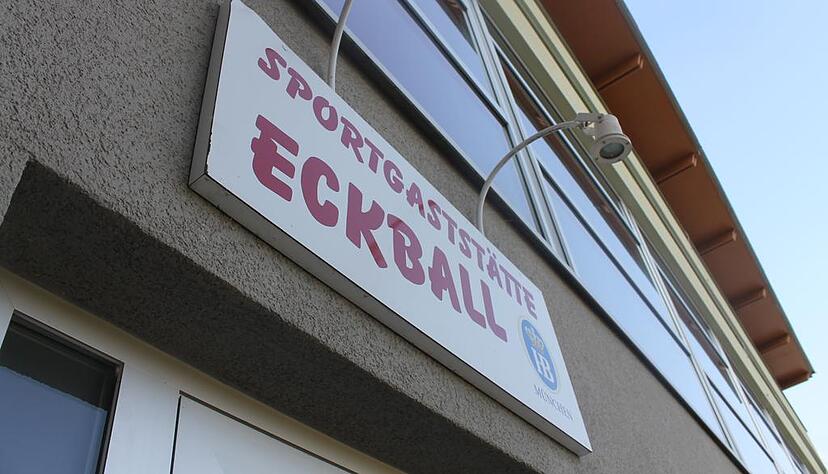 SPORTGASTSTÄTTE
ECKBALL
HB
MÜNCHEN